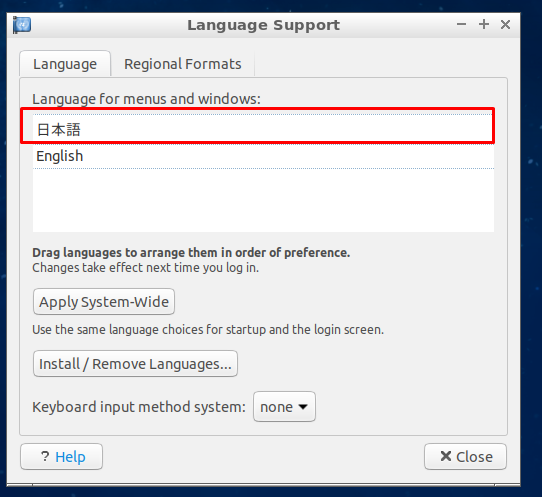 Language Support
Language
Regional Formats
Language for menus and windows:
日本語
English
Drag languages to arrange them in order of preference.
Changes take effect next time you log in.
Apply System-Wide
Use the same language choices for startup and the login screen.
Install / Remove Languages...
Keyboard input method system: none
? Help
Close